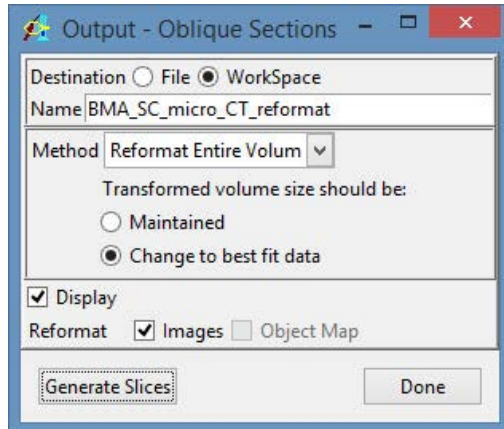 Output - Oblique Sections
Destination File WorkSpace
Name BMA_SC_micro_CT_reformat
Method Reformat Entire Volum
Transformed volume size should be:
Maintained
Change to best fit data
Display
Reformat Images Object Map
Generate Slices Done